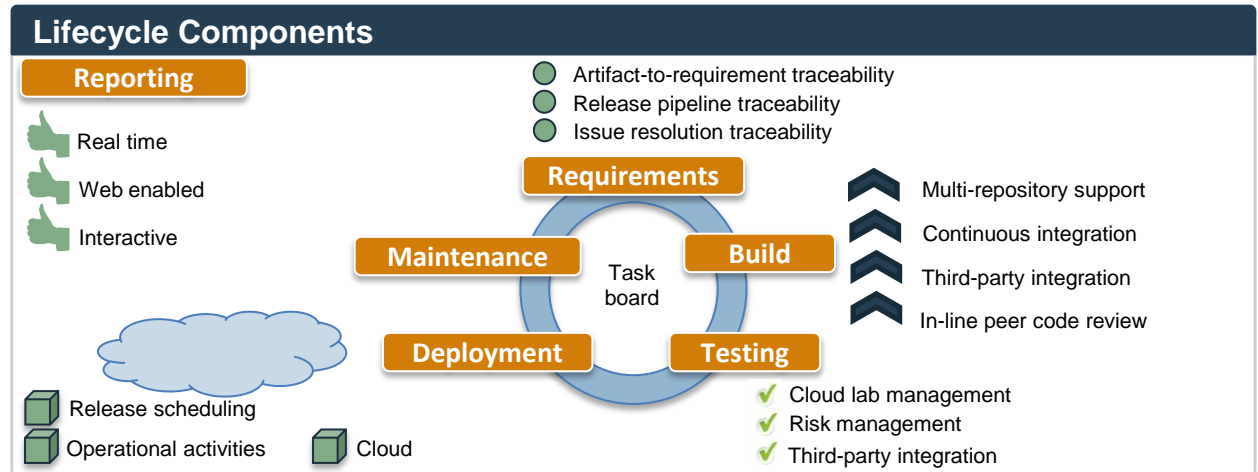 Lifecycle Components
Reporting
Real time
Web enabled
Interactive
Artifact-to-requirement traceability
Release pipeline traceability
Issue resolution traceability
Requirements
Maintenance
Build
Task
board
Deployment
Testing
Multi-repository support
Continuous integration
Third-party integration
In-line peer code review
Release scheduling
Operational activities
Cloud
Cloud lab management
Risk management
Third-party integration